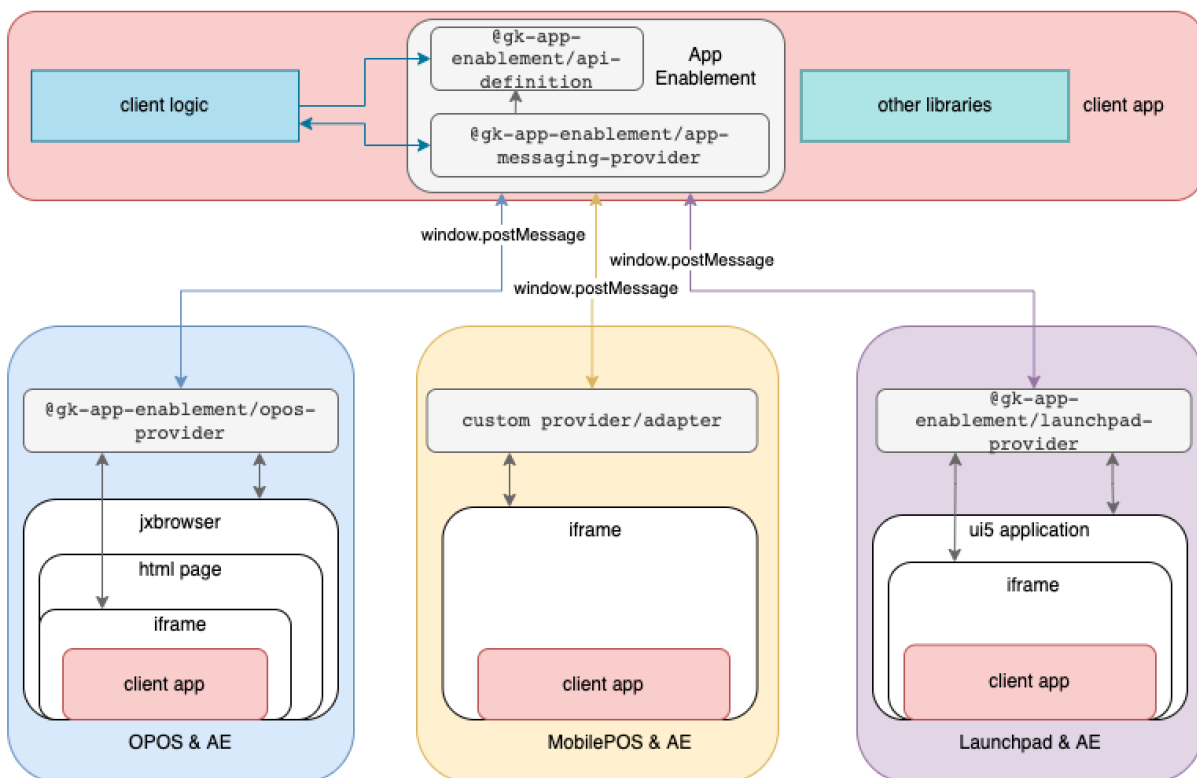 @gk-app-
enablement/api-
definition
App
Enablement
client logic
other libraries
client app
@gk-app-enablement/app-
messaging-provider
window.postMessage
window.postMessage
window.postMessage
@gk-app-enablement/opos-
provider
custom provider/adapter
@gk-app-
enablement/launchpad-
provider
jxbrowser
html page
iframe
client app
OPOS & AE
iframe
client app
MobilePOS & AE
ui5 application
iframe
client app
Launchpad & AE